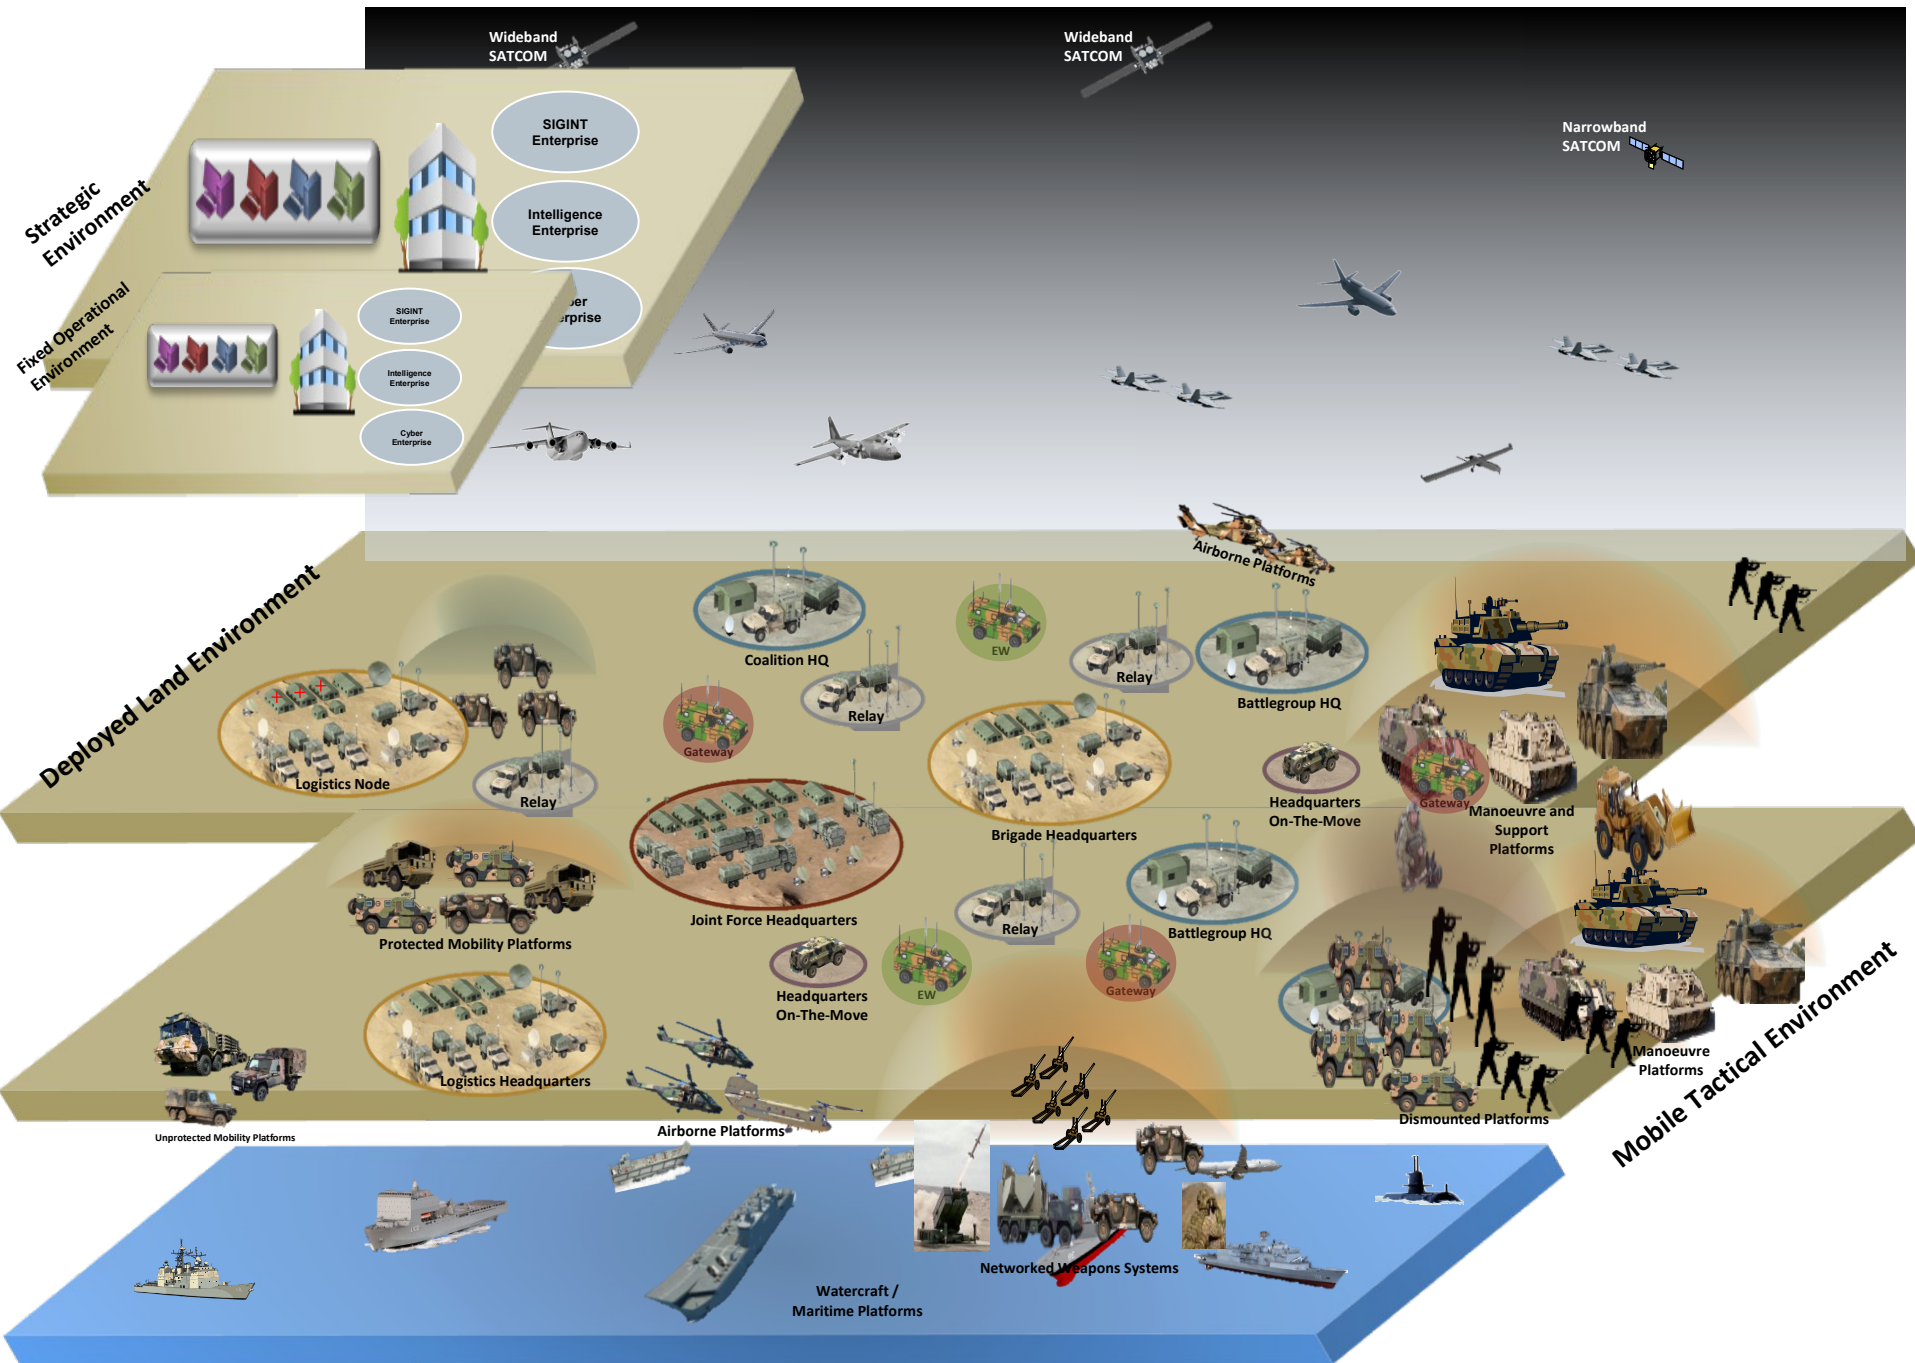 Wideband
SATCOM
Wideband
SATCOM
Narrowband
SATCOM
Strategic
Environment
SIGINT
Enterprise
Intelligence
Enterprise
Fixed Operational
Environment
SIGINT
Enterprise
Intelligence
Enterprise
Cyber
Enterprise
Airborne Platforms
Deployed Land Environment
Coalition HQ
EW
Relay
Battlegroup HQ
Relay
Gateway
Logistics Node
Relay
Brigade Headquarters
Headquarters
On-The-Move
Gateway
Manoeuvre and
Support
Platforms
Joint Force Headquarters
Protected Mobility Platforms
Relay
Battlegroup HQ
Headquarters
On-The-Move
EW
Gateway
Logistics Headquarters
Manoeuvre
Platforms
Dismounted Platforms
Mobile Tactical Environment
Unprotected Mobility Platforms
Airborne Platforms
Networked Weapons Systems
Watercraft /
Maritime Platforms